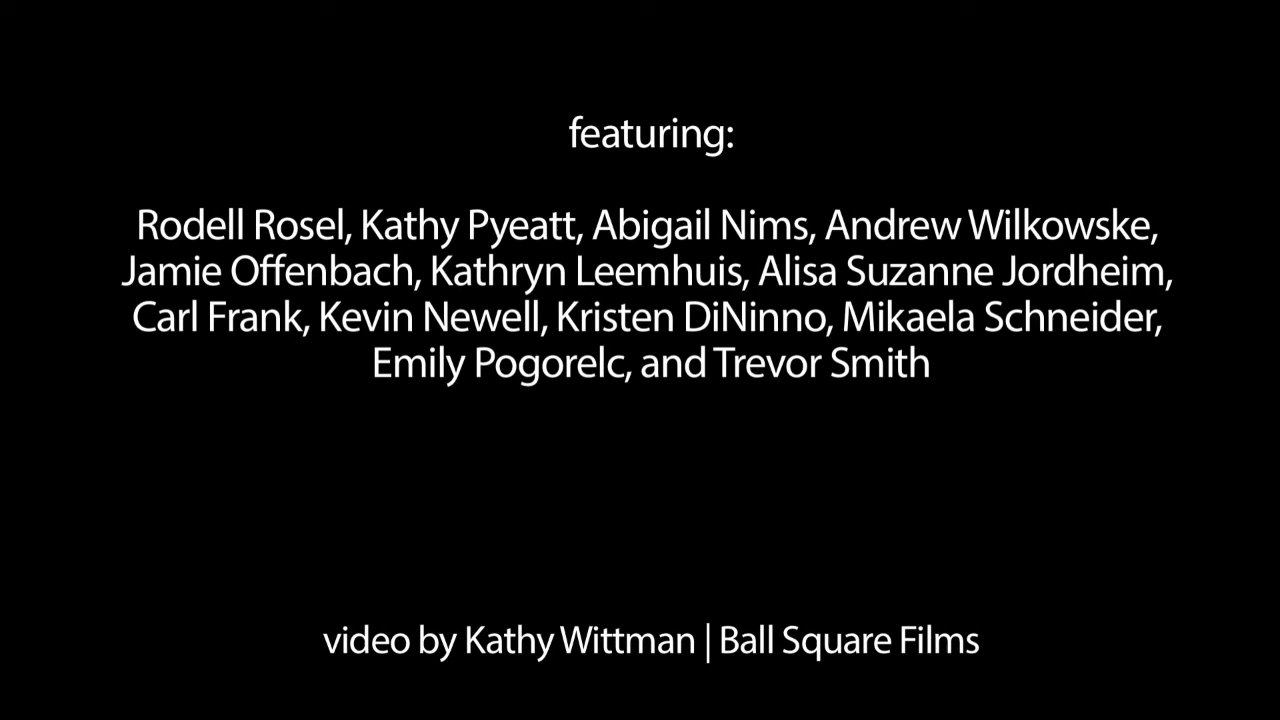 featuring:
Rodell Rosel, Kathy Pyeatt, Abigail Nims, Andrew Wilkowske,
Jamie Offenbach, Kathryn Leemhuis, Alisa Suzanne Jordheim,
Carl Frank, Kevin Newell, Kristen DiNinno, Mikaela Schneider,
Emily Pogorelc, and Trevor Smith
video by Kathy Wittman | Ball Square Films